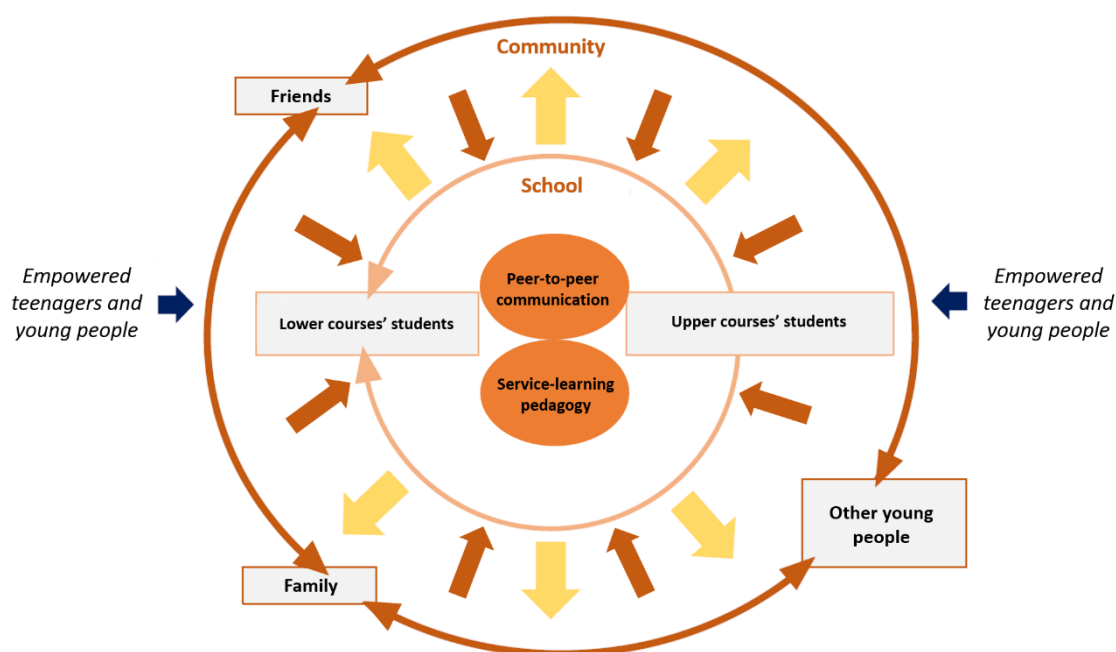 Community
Friends
School
Peer-to-peer
communication
Empowered
teenagers and
young people
Empowered
teenagers and
young people
Lower courses’ students
Upper courses’ students
Service-learning
pedagogy
Other young
people
Family